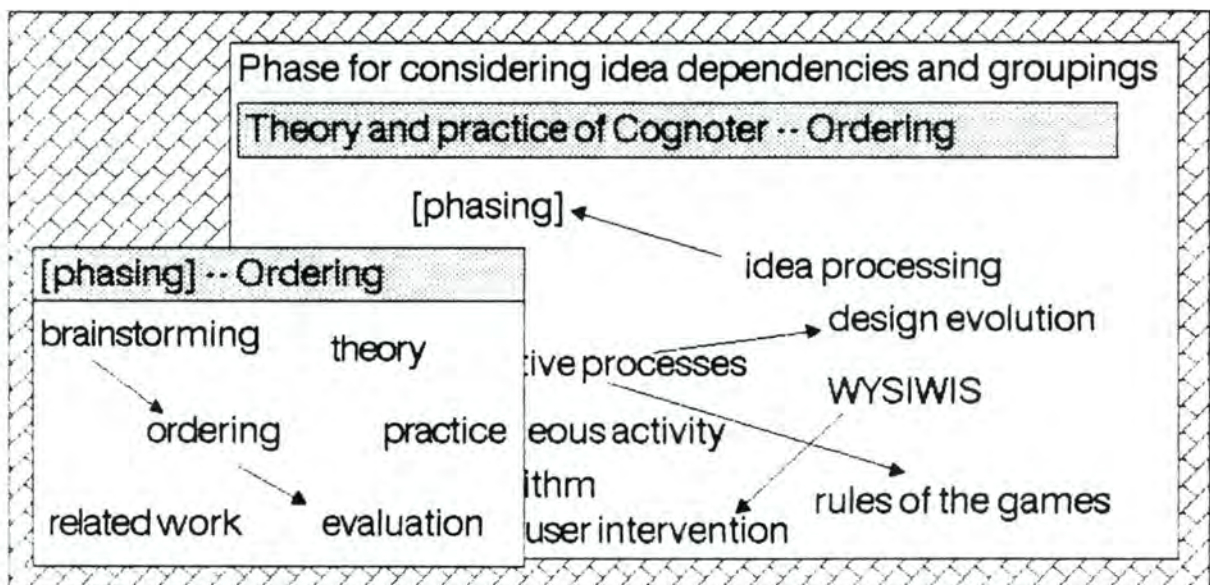 Phase for considering idea dependencies and groupings
Theory and practice of Cognoter -- Ordering
[phasing]
idea processing
design evolution
tive processes
WYSIWIS
eous activity
rules of the games
ithm
user intervention
[phasing] -- Ordering
brainstorming
theory
ordering
practice
related work
evaluation